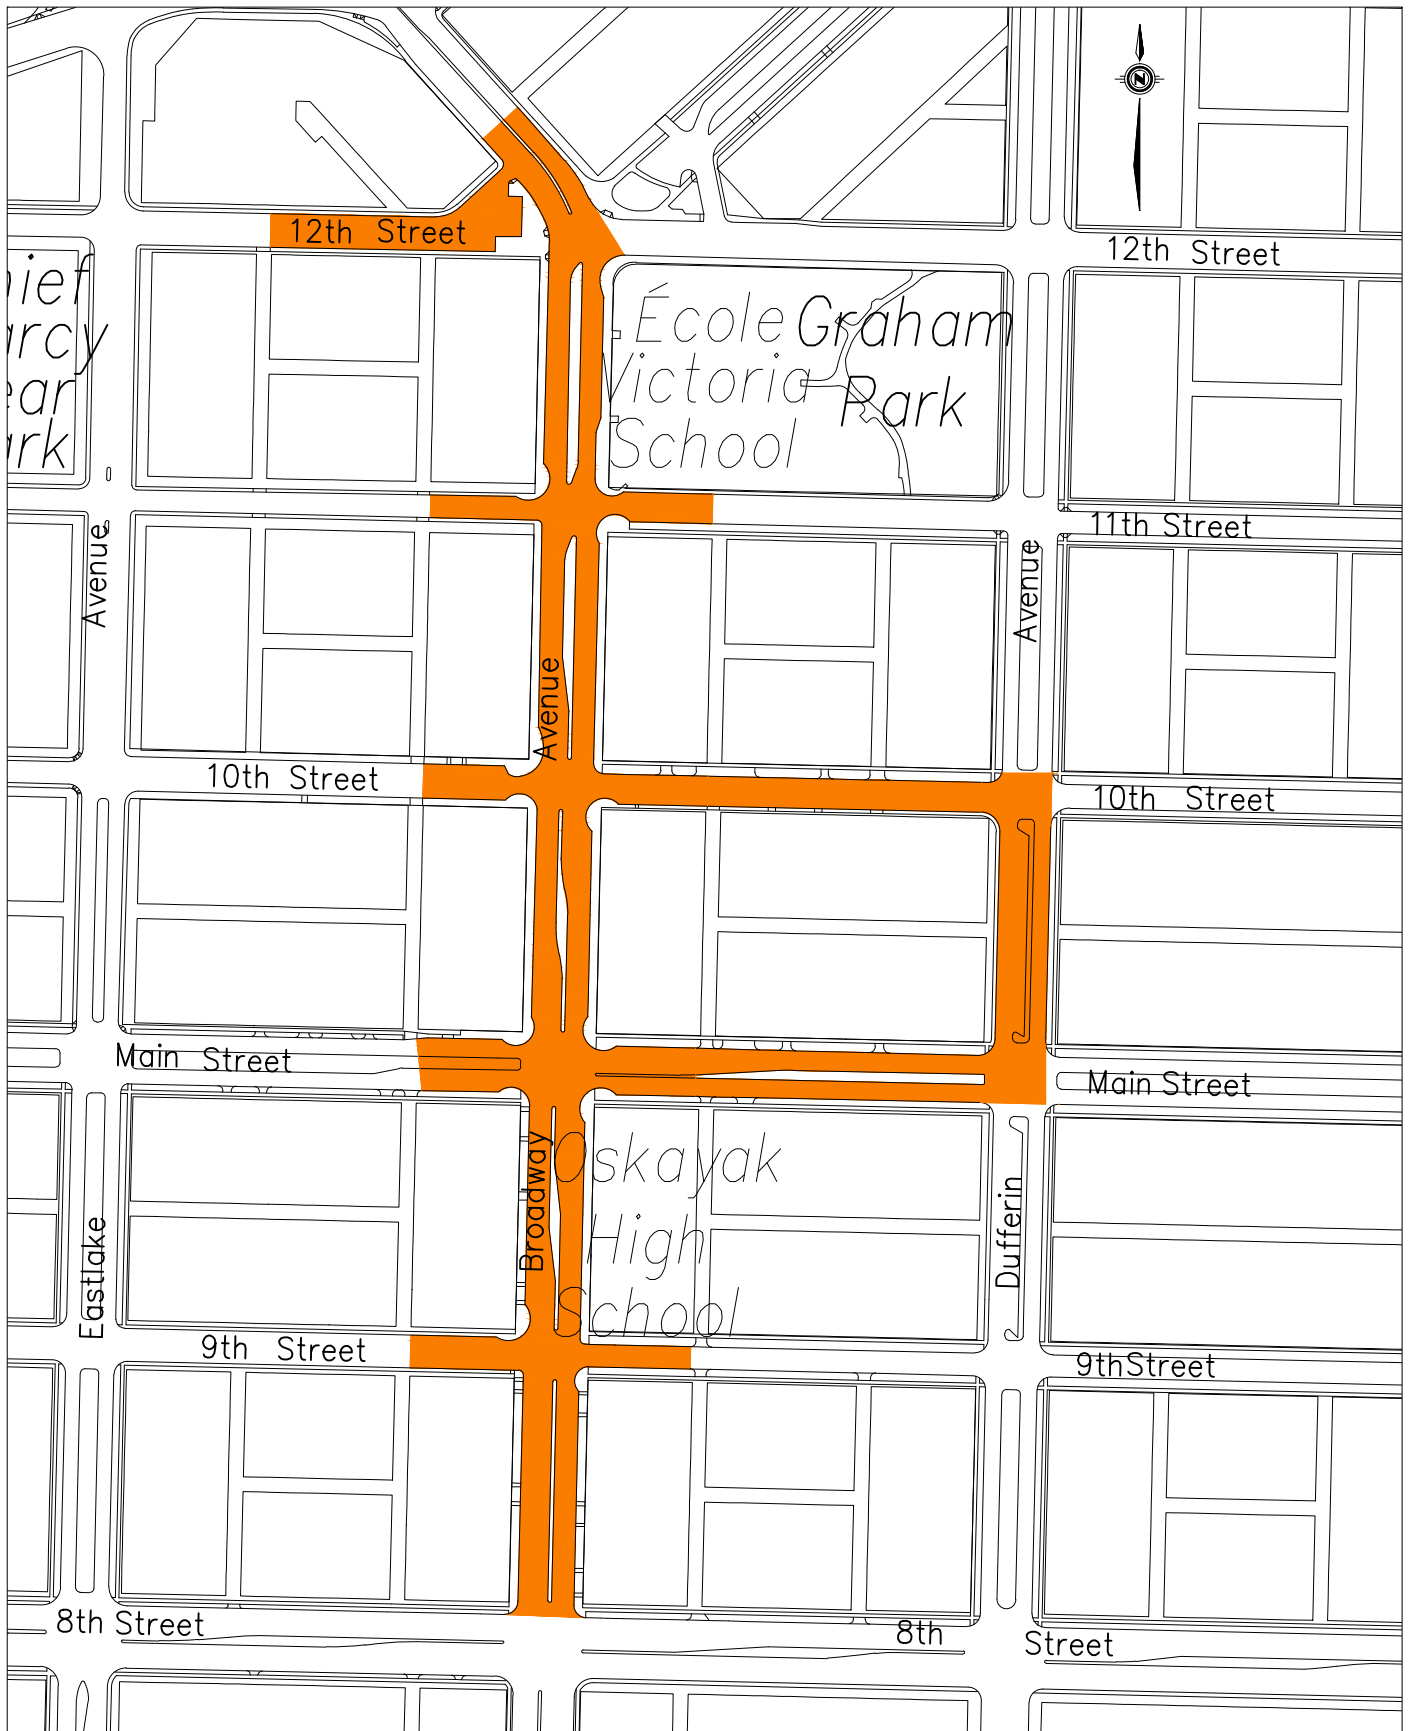 12th Street
12th Street
École
Victoria
School
Graham
Park
11th Street
Avenue
Avenue
Avenue
10th Street
10th Street
Main Street
Main Street
Oskayak
High
School
Broadway
Dufferin
Eastlake
9th Street
9thStreet
8th Street
8th Street